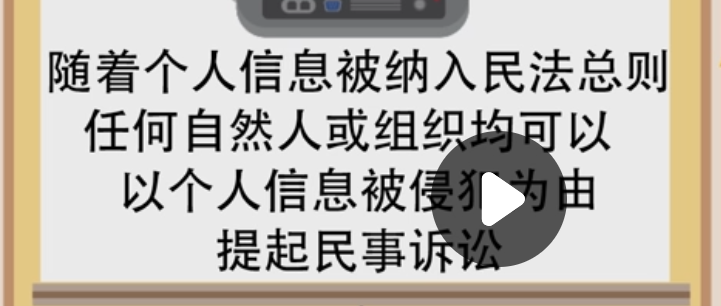 随着个人信息被纳入民法总则
任何自然人或组织均可以
以个人信息被侵犯为由
提起民事诉讼